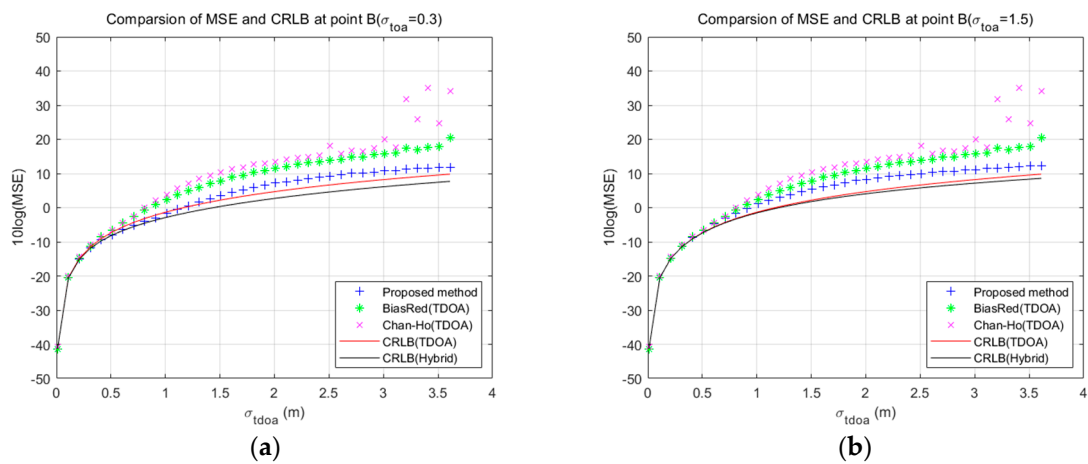 Comparsion of MSE and CRLB at point B(σtoa=0.3)
10log(MSE)
50
40
30
20
10
0
-10
-20
-30
-40
-50
Proposed method
BiasRed(TDOA)
Chan-Ho(TDOA)
CRLB(TDOA)
CRLB(Hybrid)
0 0.5 1 1.5 2 2.5 3 3.5 4
σtdoa (m)
(a)
Comparsion of MSE and CRLB at point B(σtoa=1.5)
10log(MSE)
50
40
30
20
10
0
-10
-20
-30
-40
-50
Proposed method
BiasRed(TDOA)
Chan-Ho(TDOA)
CRLB(TDOA)
CRLB(Hybrid)
0 0.5 1 1.5 2 2.5 3 3.5 4
σtdoa (m)
(b)